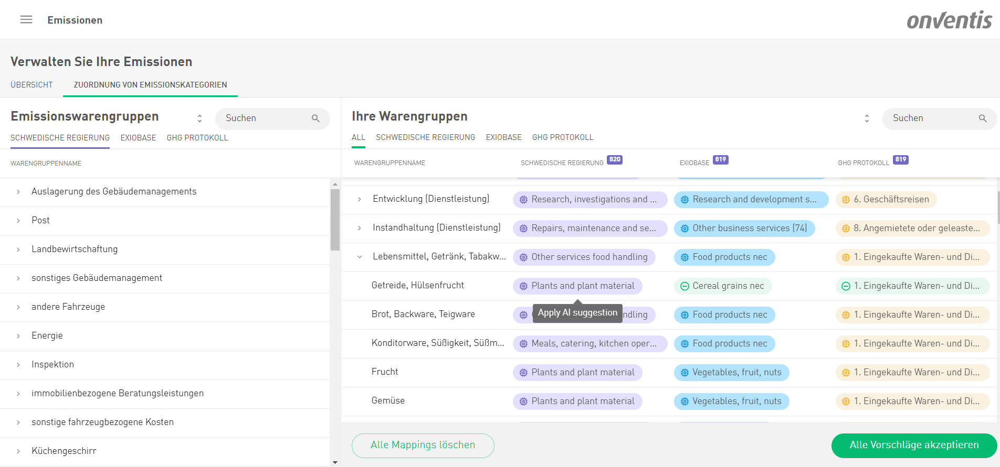 Emissionen
onventis
Verwalten Sie Ihre Emissionen
ÜBERSICHT
ZUORDNUNG VON EMISSIONSKATEGORIEN
Emissionswarengruppen
Suchen
SCHWEDISCHE REGIERUNG
EXIOBASE
GHG PROTOKOLL
WARENGRUPPENNAME
Auslagerung des Gebäudemanagements
Post
Landbewirtschaftung
sonstiges Gebäudemanagement
andere Fahrzeuge
Energie
Inspektion
immobilienbezogene Beratungsleistungen
sonstige fahrzeugbezogene Kosten
Küchengeschirr
Ihre Warengruppen
Suchen
ALL
SCHWEDISCHE REGIERUNG
EXIOBASE
GHG PROTOKOLL
WARENGRUPPENNAME
SCHWEDISCHE REGIERUNG 820
EXIOBASE 819
GHG PROTOKOLL 819
Entwicklung (Dienstleistung)
Research, investigations and ...
Research and development s...
6. Geschäftsreisen
Instandhaltung (Dienstleistung)
Repairs, maintenance and se...
Other business services (74)
8. Angemietete oder geleaste...
Lebensmittel, Getränk, Tabakw...
Other services food handling
Food products nec
1. Eingekaufte Waren- und Di...
Getreide, Hülsenfrucht
Plants and plant material
Cereal grains nec
1. Eingekaufte Waren- und Di...
Apply AI suggestion
Brot, Backware, Teigware
ndling
Food products nec
1. Eingekaufte Waren- und Di...
Konditorware, Süßigkeit, Süßm...
Meals, catering, kitchen oper...
Food products nec
1. Eingekaufte Waren- und Di...
Frucht
Plants and plant material
Vegetables, fruit, nuts
1. Eingekaufte Waren- und Di...
Gemüse
Plants and plant material
Vegetables, fruit, nuts
1. Eingekaufte Waren- und Di...
Alle Mappings löschen
Alle Vorschläge akzeptieren